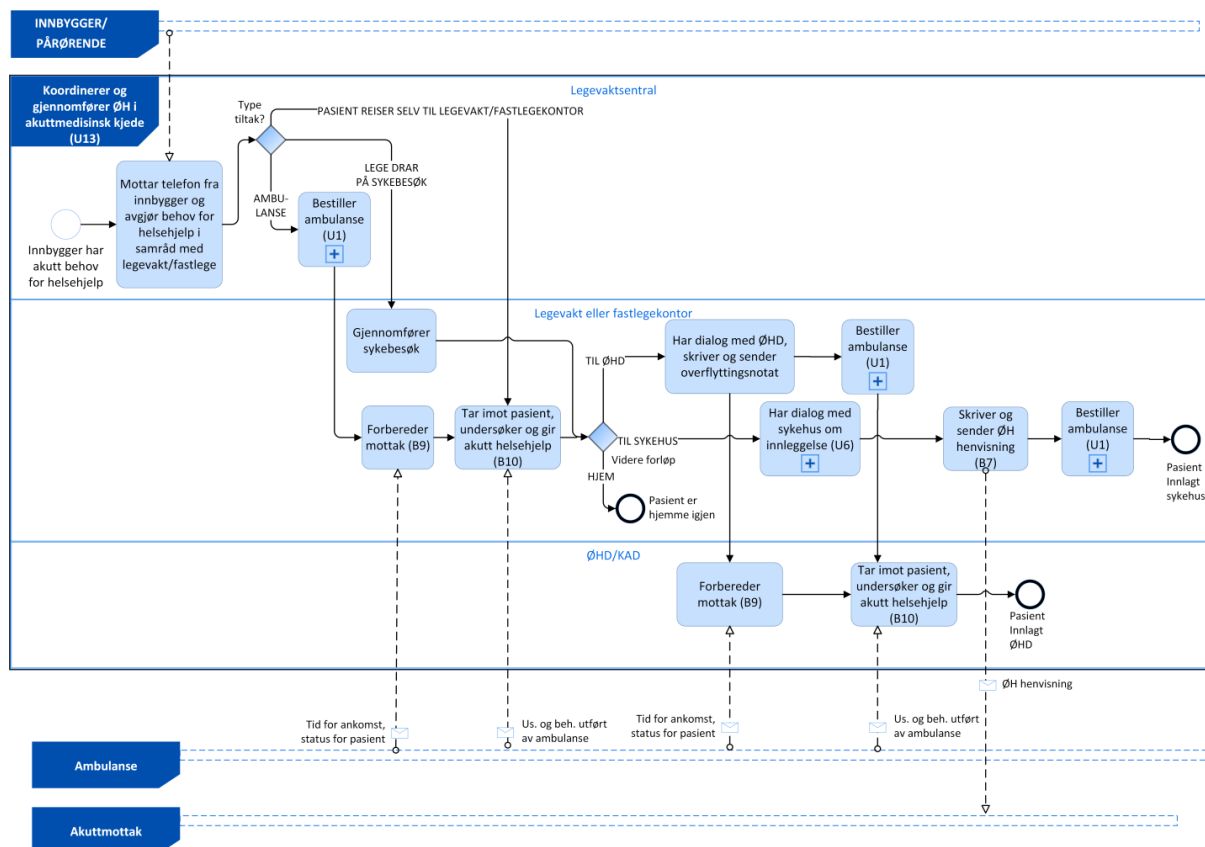 INNBYGGER/
PÅRØRENDE
Koordinerer og
gjennomfører ØH i
akuttmedisinsk kjede
(U13)
Legevaktsentral
Type
tiltak?
PASIENT REISER SELV TIL LEGEVAKT/FASTLEGEKONTOR
LEGE DRAR
PÅ SYKEBESØK
AMBU-
LANSE
Mottar telefon fra
innbygger og
avgjør behov for
helsehjelp i
samråd med
legevakt/fastlege
Innbygger har
akutt behov
for helsehjelp
Bestiller
ambulanse
(U1)
Legevakt eller fastlegekontor
Gjennomfører
sykebesøk
Forbereder
mottak (B9)
Tar imot pasient,
undersøker og gir
akutt helsehjelp
(B10)
TIL ØHD
Har dialog med ØHD,
skriver og sender
overflyttingsnotat
Bestiller
ambulanse
(U1)
TIL SYKEHUS
Videre forløp
HJEM
Pasient er
hjemme igjen
Har dialog med
sykehus om
innleggelse (U6)
Skriver og
sender ØH
henvisning
(B7)
Bestiller
ambulanse
(U1)
Pasient
Innlagt
sykehus
ØHD/KAD
Forbereder
mottak (B9)
Tar imot pasient,
undersøker og gir
akutt helsehjelp
(B10)
Pasient
Innlagt
ØHD
ØH henvisning
Tid for ankomst,
status for pasient
Us. og beh. utført
av ambulanse
Tid for ankomst,
status for pasient
Us. og beh. utført
av ambulanse
Ambulanse
Akuttmottak